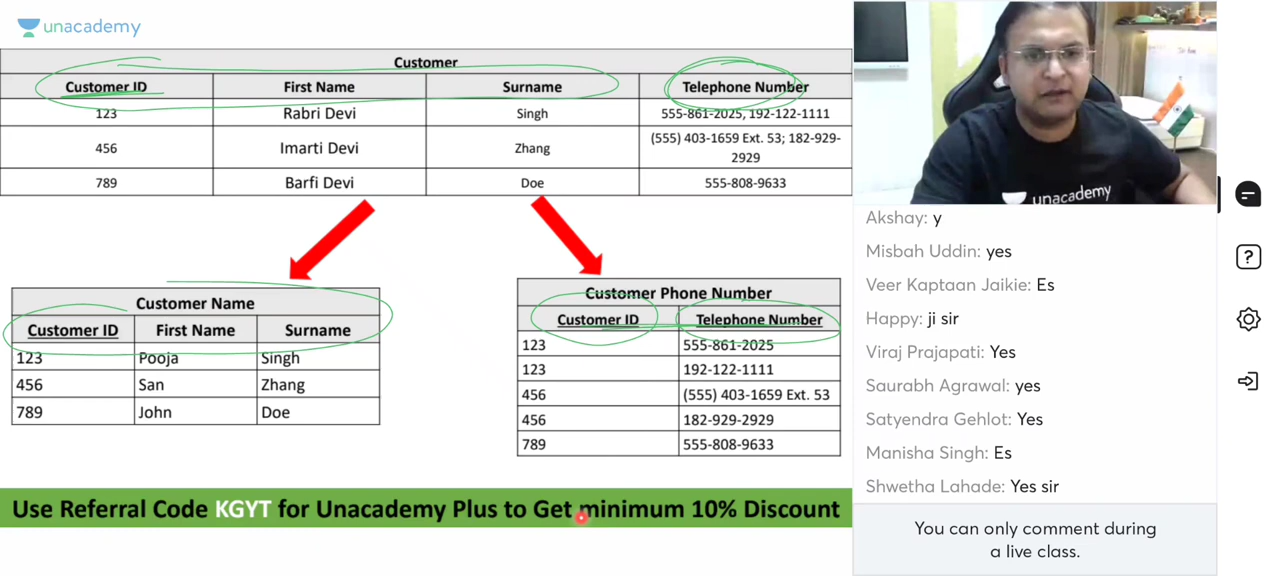 unacademy
Customer
Customer ID First Name Surname Telephone Number
123 Rabri Devi Singh 555-861-2025, 192-122-1111
456 Imarti Devi Zhang (555) 403-1659 Ext. 53; 182-929-
2929
789 Barfi Devi Doe 555-808-9633
Customer Name
Customer ID First Name Surname
123 Pooja Singh
456 San Zhang
789 John Doe
Customer Phone Number
Customer ID Telephone Number
123 555-861-2025
123 192-122-1111
456 (555) 403-1659 Ext. 53
456 182-929-2929
789 555-808-9633
Use Referral Code KGYT for Unacademy Plus to Get minimum 10% Discount
unacademy
Akshay: y
Misbah Uddin: yes
Veer Kaptaan Jaikie: Es
Happy: ji sir
Viraj Prajapati: Yes
Saurabh Agrawal: yes
Satyendra Gehlot: Yes
Manisha Singh: Es
Shwetha Lahade: Yes sir
You can only comment during
a live class.
?